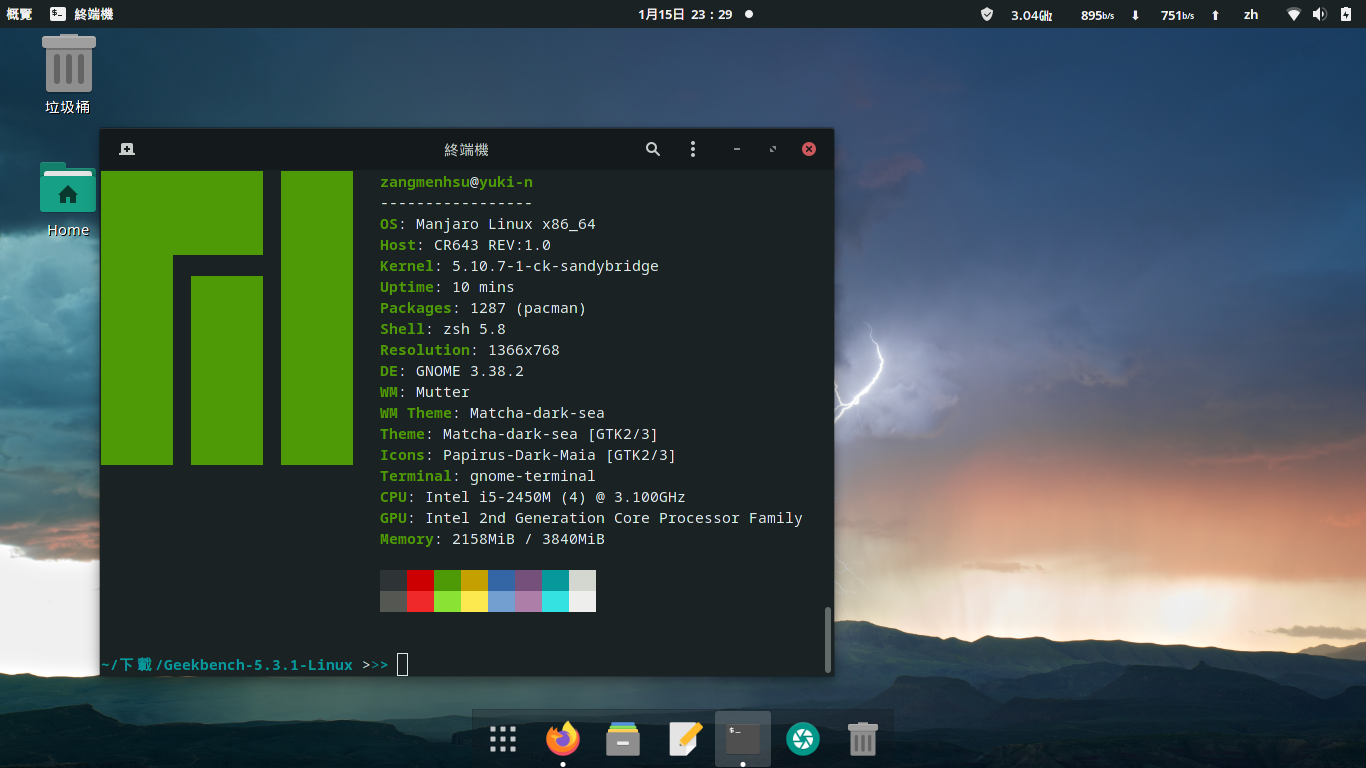 概覽 終端機 1月15日 23：29 3.04㎓ 895b/s 751b/s zh
垃圾桶
Home
終端機
zangmenhsu@yuki-n
-----------------
OS: Manjaro Linux x86_64
Host: CR643 REV:1.0
Kernel: 5.10.7-1-ck-sandybridge
Uptime: 10 mins
Packages: 1287 (pacman)
Shell: zsh 5.8
Resolution: 1366x768
DE: GNOME 3.38.2
WM: Mutter
WM Theme: Matcha-dark-sea
Theme: Matcha-dark-sea [GTK2/3]
Icons: Papirus-Dark-Maia [GTK2/3]
Terminal: gnome-terminal
CPU: Intel i5-2450M (4) @ 3.100GHz
GPU: Intel 2nd Generation Core Processor Family
Memory: 2158MiB / 3840MiB
~/下載/Geekbench-5.3.1-Linux >>>
$_